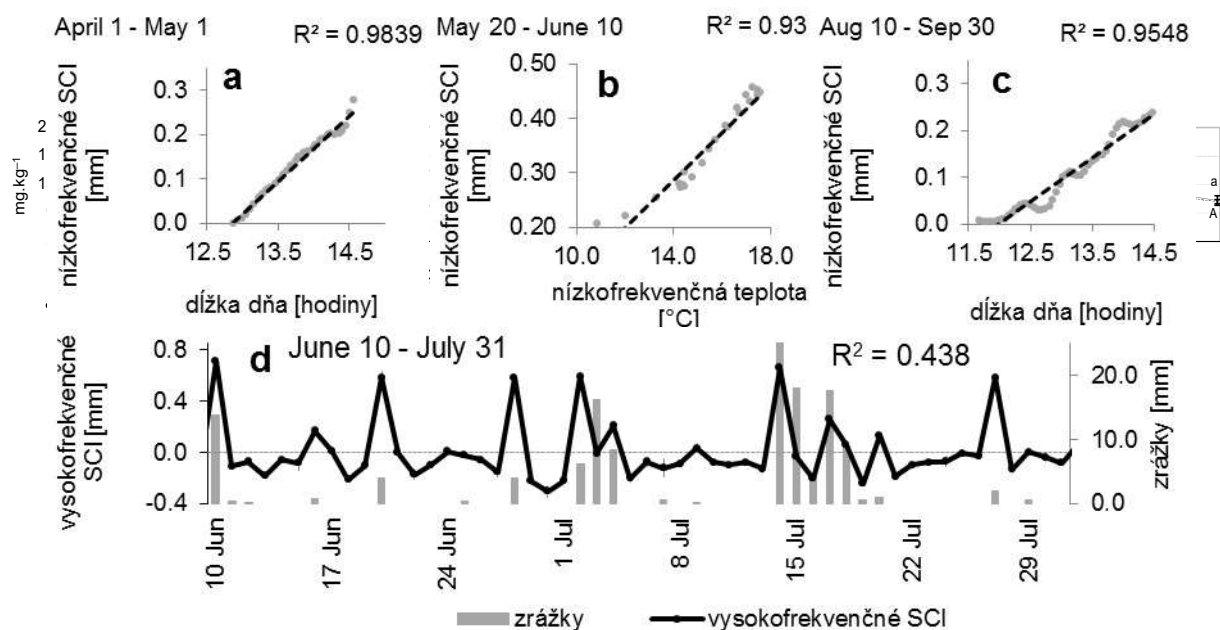 April 1 - May 1
R² = 0.9839
a
nízkofrekvenčné SCI
[mm]
0.3
0.2
0.1
0.0
12.5 13.5 14.5
dĺžka dňa [hodiny]
mg.kg⁻¹
2
1
1
May 20 - June 10
R² = 0.93
b
nízkofrekvenčné SCI
[mm]
0.50
0.40
0.30
0.20
10.0 14.0 18.0
nízkofrekvenčná teplota
[°C]
Aug 10 - Sep 30
R² = 0.9548
c
nízkofrekvenčné SCI
[mm]
0.3
0.2
0.1
0.0
11.5 12.5 13.5 14.5
dĺžka dňa [hodiny]
a
A
d
June 10 - July 31
R² = 0.438
vysokofrekvenčné
SCI [mm]
0.8
0.4
0.0
-0.4
20.0
10.0
0.0
zrážky [mm]
10 Jun
17 Jun
24 Jun
1 Jul
8 Jul
15 Jul
22 Jul
29 Jul
zrážky vysokofrekvenčné SCI